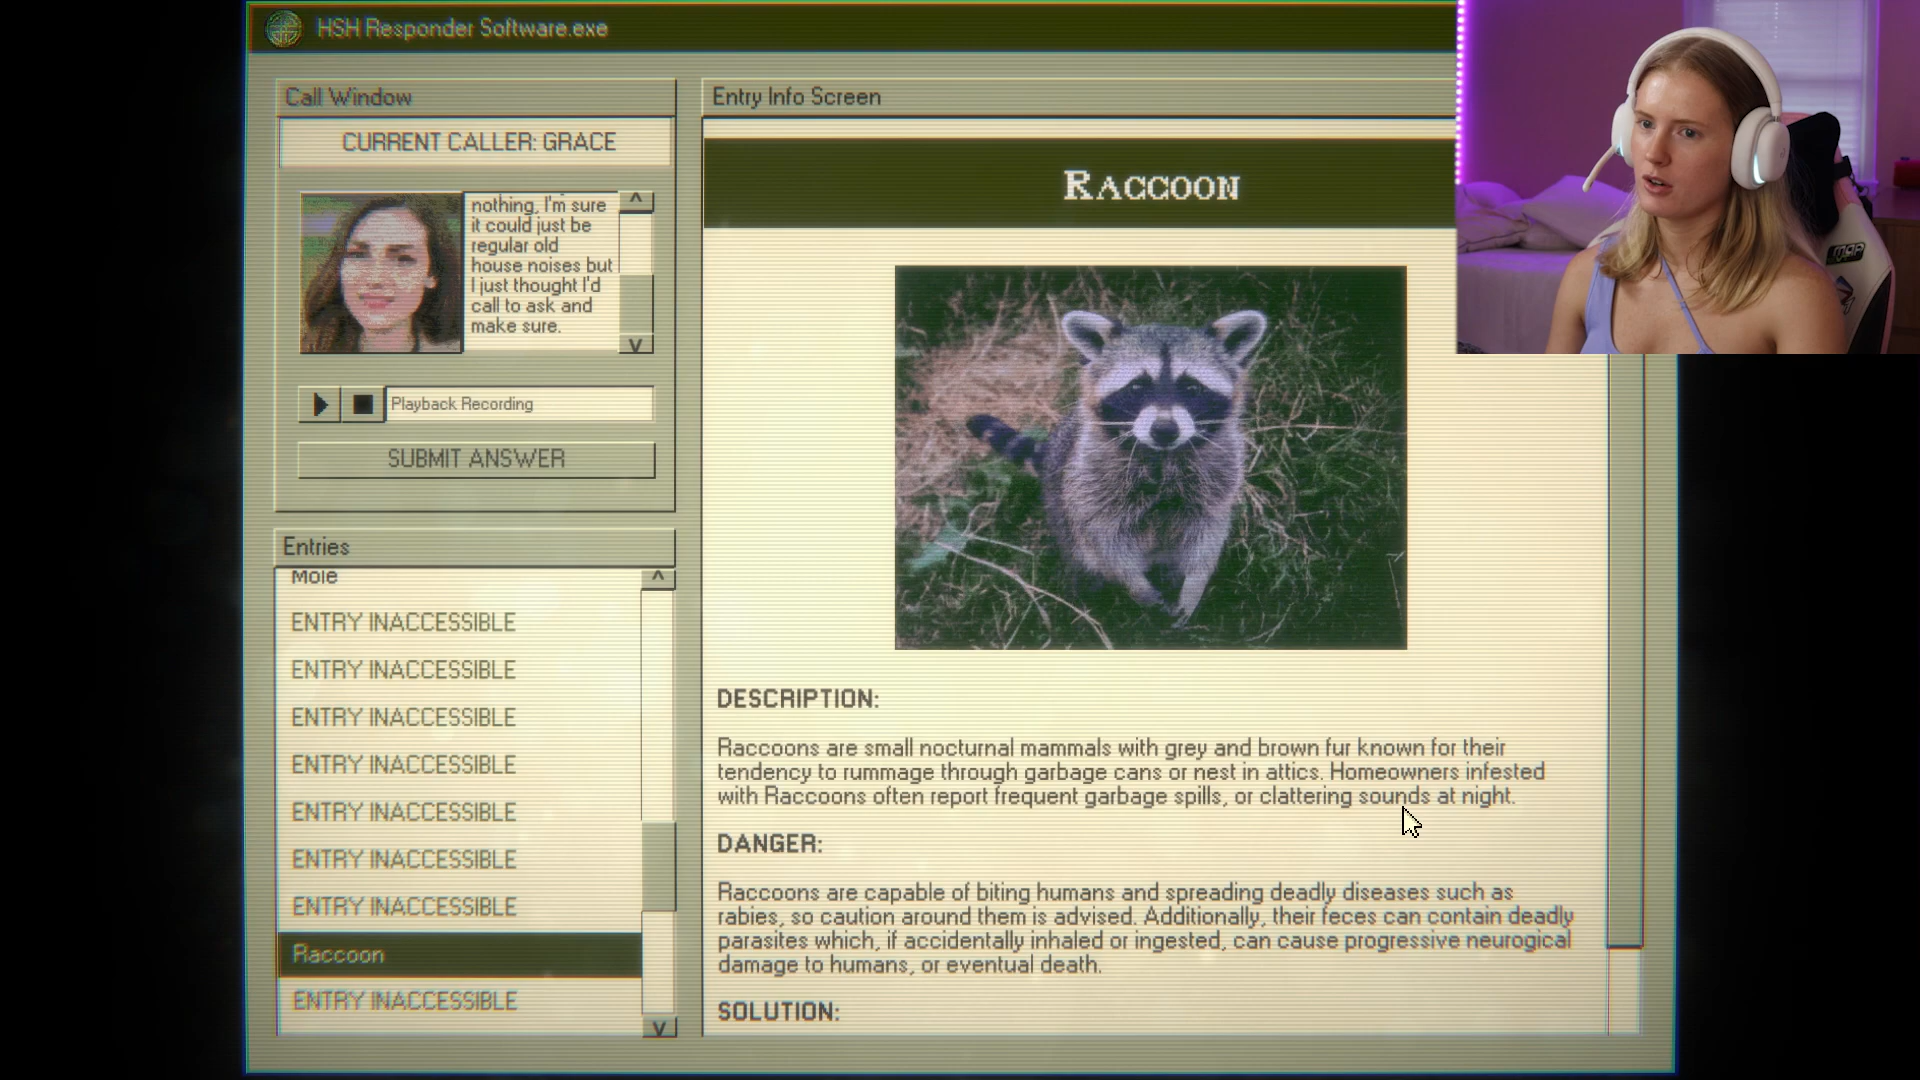 HSH Responder Software.exe
Call Window
CURRENT CALLER: GRACE
nothing, I'm sure
it could just be
regular old
house noises but
I just thought I'd
call to ask and
make sure.
Playback Recording
SUBMIT ANSWER
Entries
Mole
ENTRY INACCESSIBLE
ENTRY INACCESSIBLE
ENTRY INACCESSIBLE
ENTRY INACCESSIBLE
ENTRY INACCESSIBLE
ENTRY INACCESSIBLE
ENTRY INACCESSIBLE
Raccoon
ENTRY INACCESSIBLE
Entry Info Screen
RACCOON
DESCRIPTION:
Raccoons are small nocturnal mammals with grey and brown fur known for their
tendency to rummage through garbage cans or nest in attics. Homeowners infested
with Raccoons often report frequent garbage spills, or clattering sounds at night.
DANGER:
Raccoons are capable of biting humans and spreading deadly diseases such as
rabies, so caution around them is advised. Additionally, their feces can contain deadly
parasites which, if accidentally inhaled or ingested, can cause progressive neurogical
damage to humans, or eventual death.
SOLUTION: